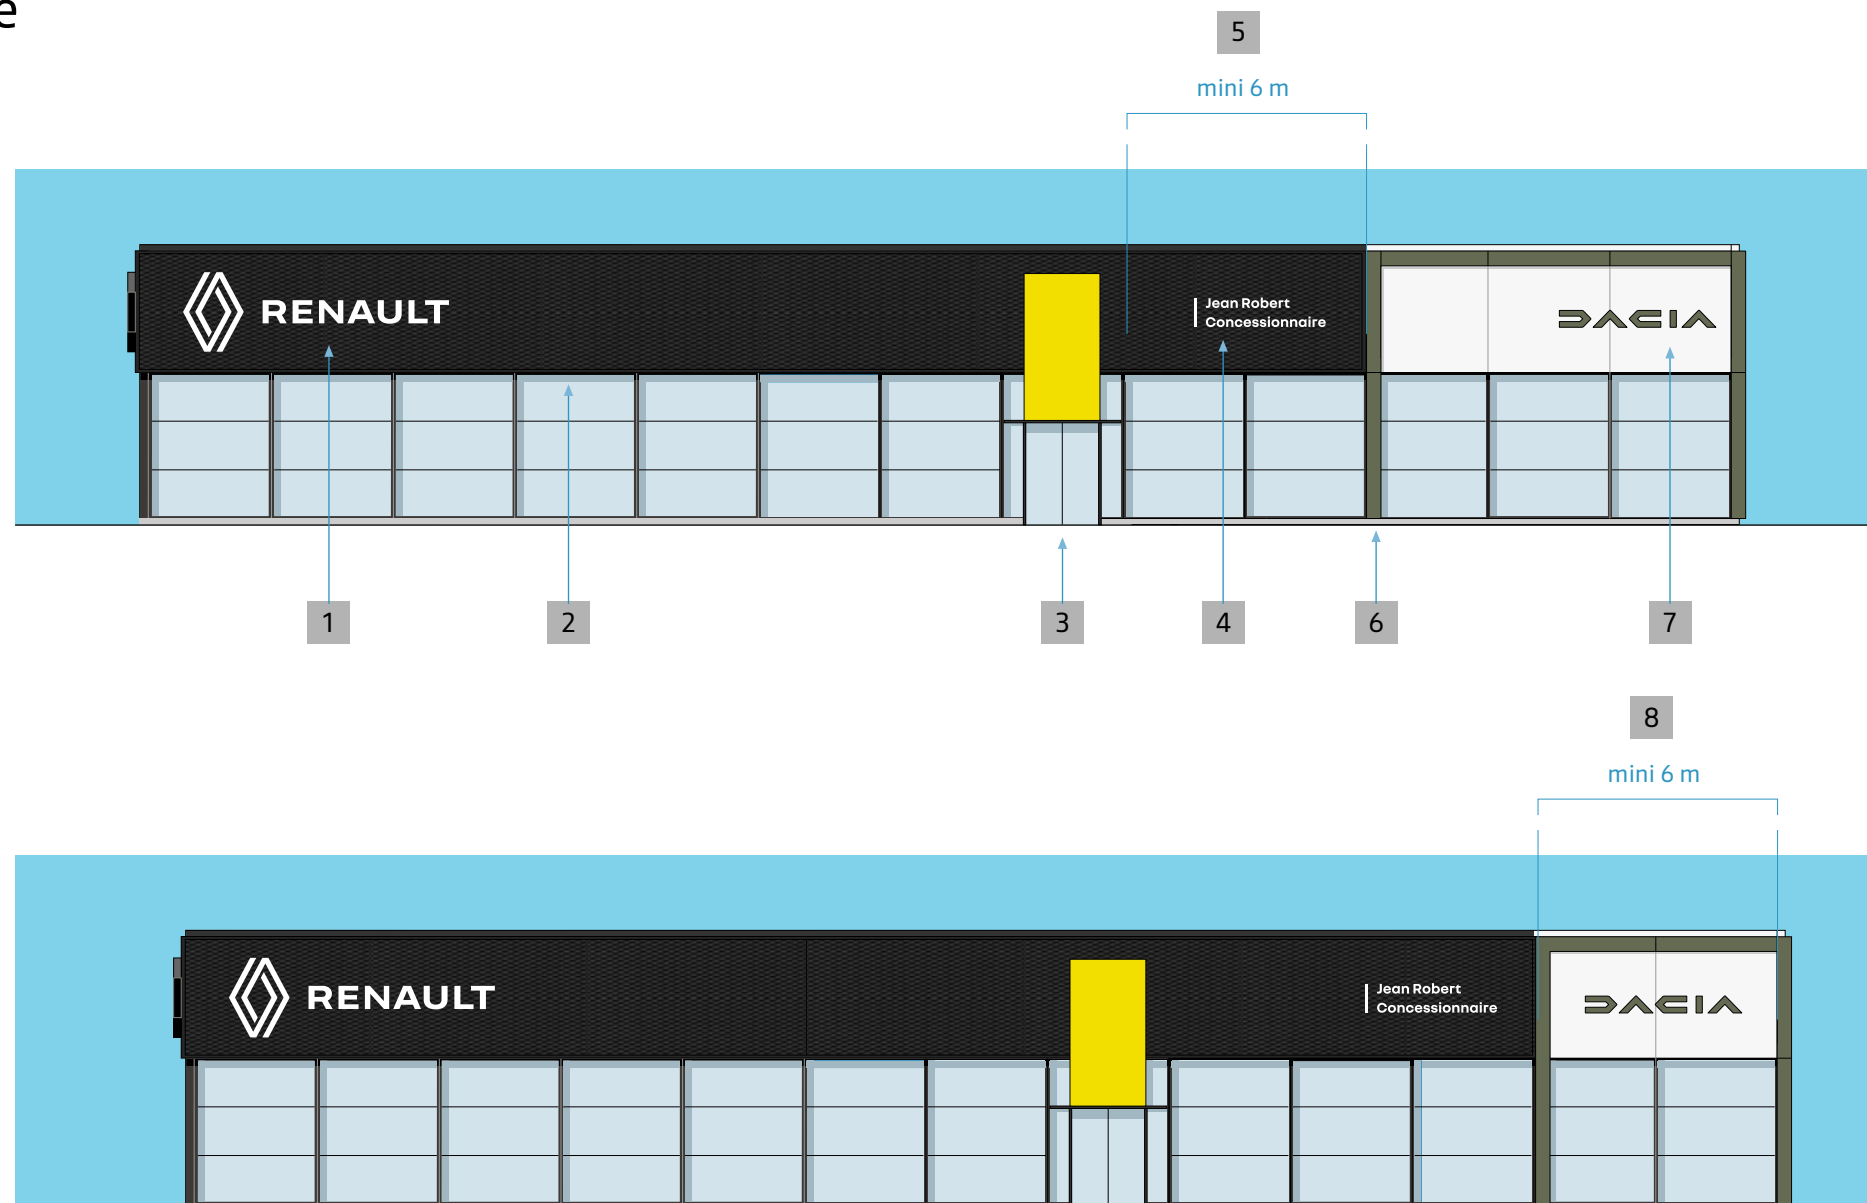 e
5
mini 6 m
RENAULT
Jean Robert
Concessionnaire
DACIA
1
2
3
4
6
7
8
mini 6 m
RENAULT
Jean Robert
Concessionnaire
DACIA